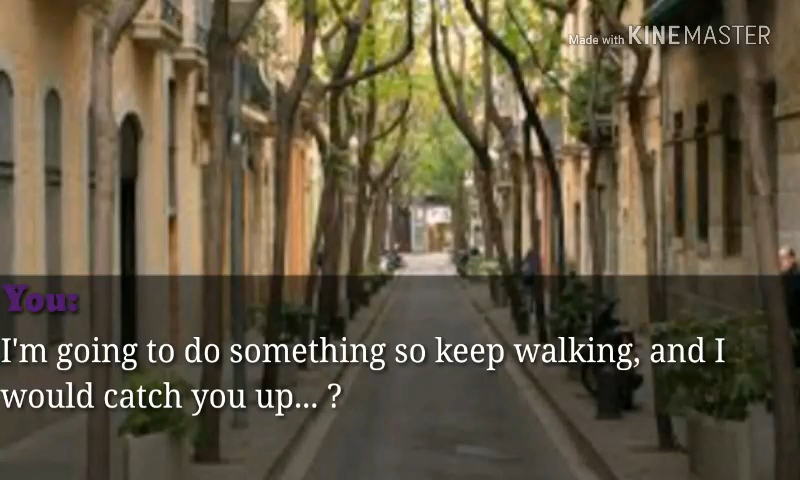 Made with KINEMASTER
You:
I'm going to do something so keep walking, and I
would catch you up... ?